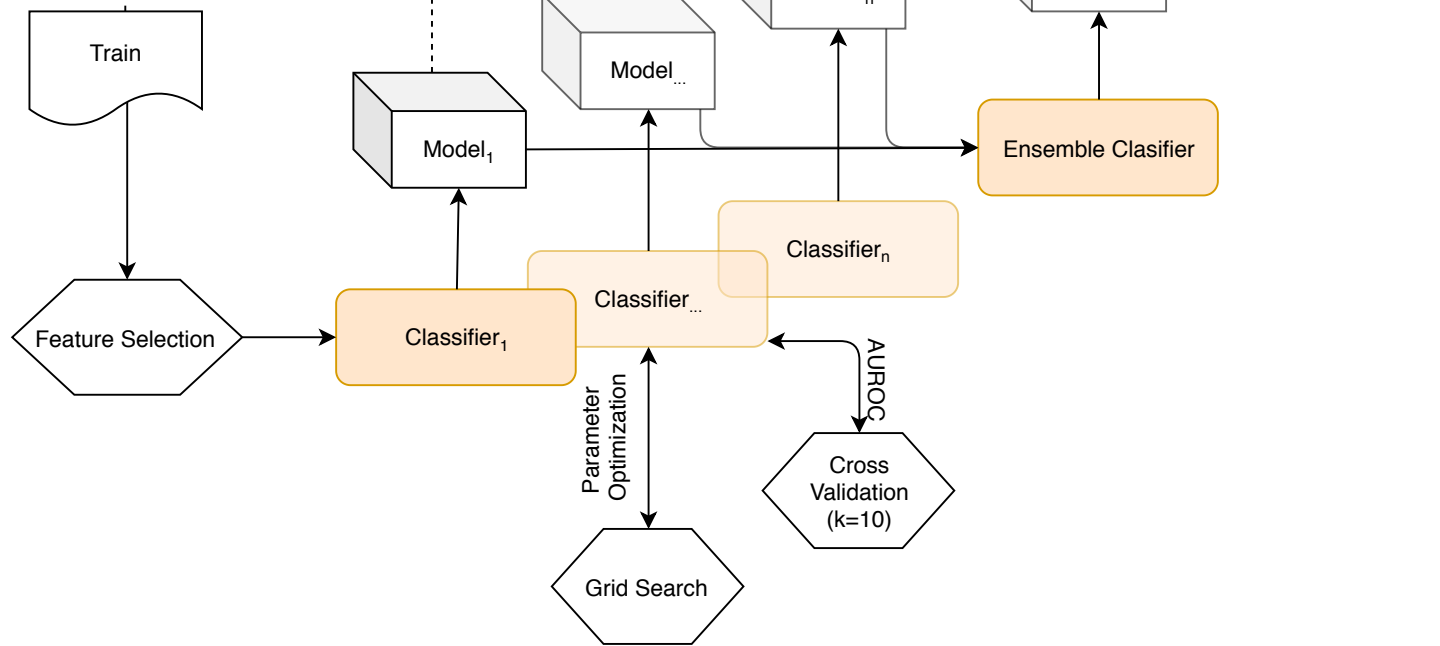 Train
Model...
Model1
Ensemble Clasifier
Classifiern
Classifier...
Feature Selection
Classifier1
Parameter
Optimization
AUROC
Cross
Validation
(k=10)
Grid Search